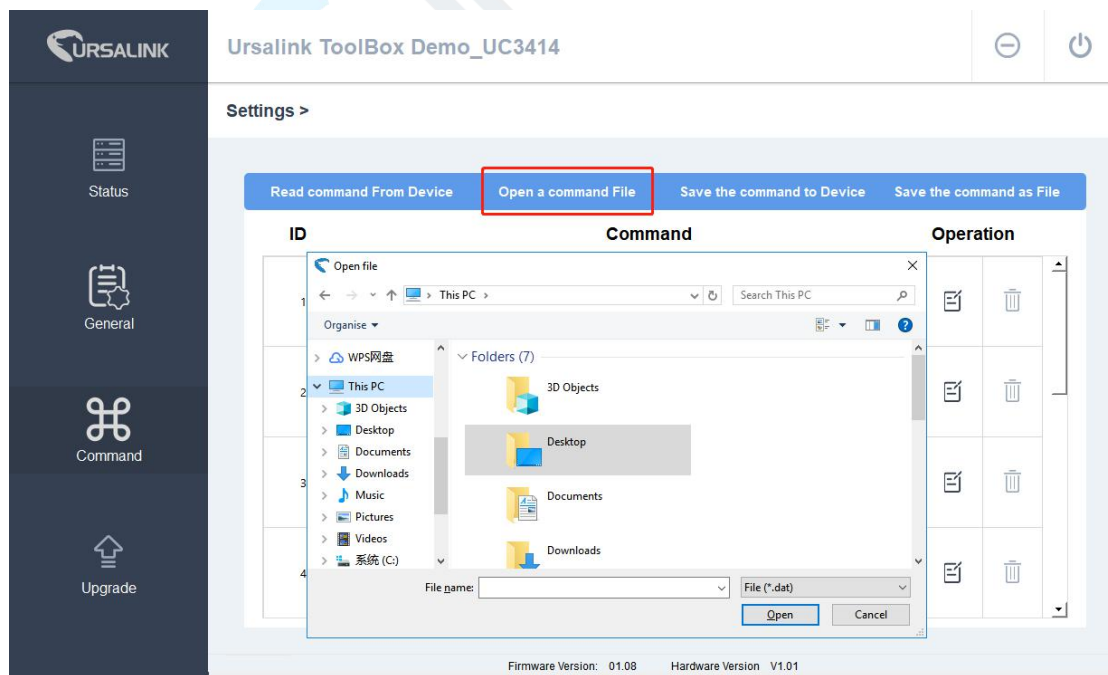 URSALINK
Ursalink ToolBox Demo_UC3414
Settings >
Status
General
Command
Upgrade
Read command From Device
Open a command File
Save the command to Device
Save the command as File
ID
Command
Operation
1
2
3
4
Open file
This PC
Search This PC
Organise
WPS网盘
This PC
3D Objects
Desktop
Documents
Downloads
Music
Pictures
Videos
系统 (C:)
Folders (7)
3D Objects
Desktop
Documents
Downloads
File name:
File (*.dat)
Open
Cancel
Firmware Version: 01.08 Hardware Version V1.01